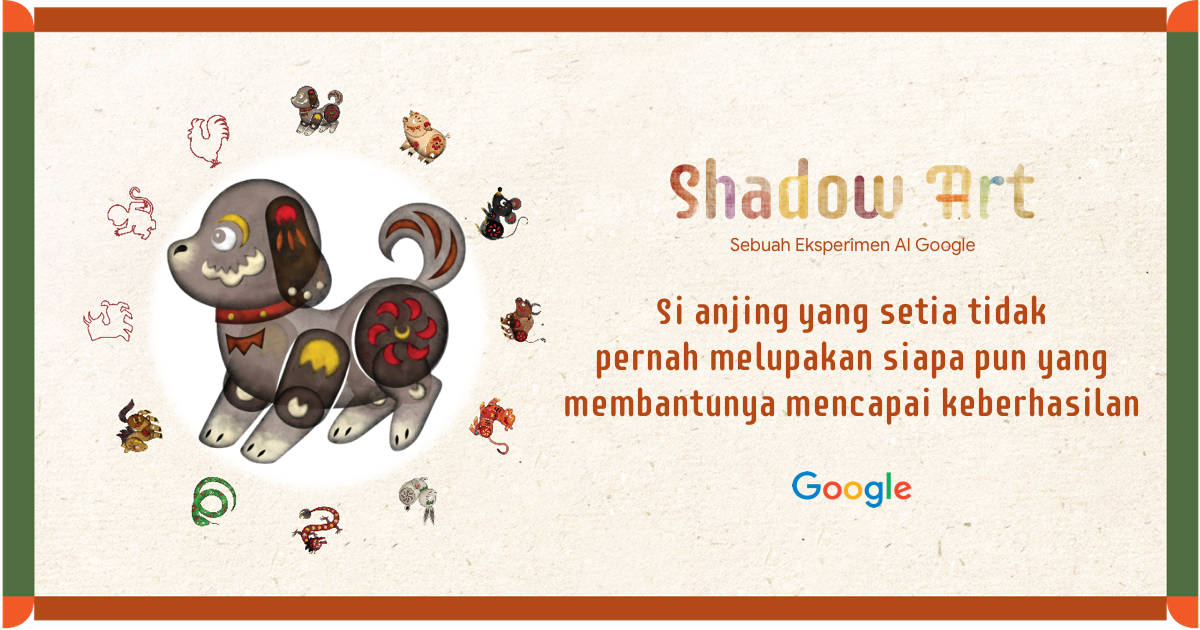 Shadow Art
Sebuah Eksperimen AI Google
Si anjing yang setia tidak
pernah melupakan siapa pun yang
membantunya mencapai keberhasilan
Google